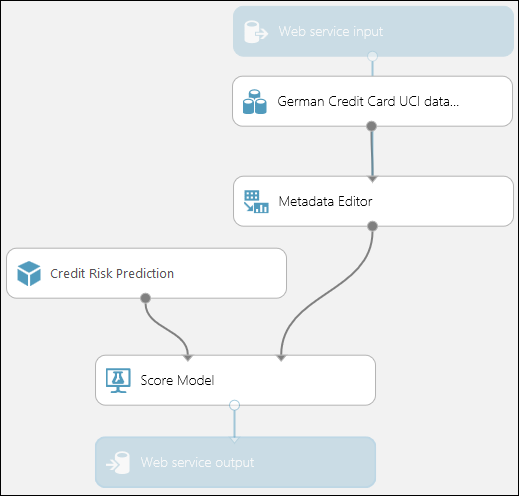 Web service input
German Credit Card UCI data...
Metadata Editor
Credit Risk Prediction
Score Model
Web service output